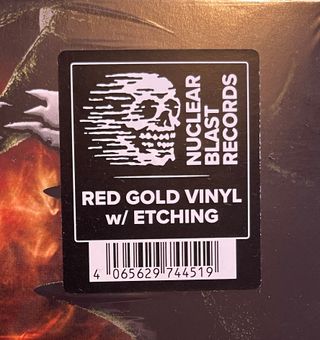 NUCLEAR
BLAST
RECORDS
RED GOLD VINYL
w/ ETCHING
4 065629 744519